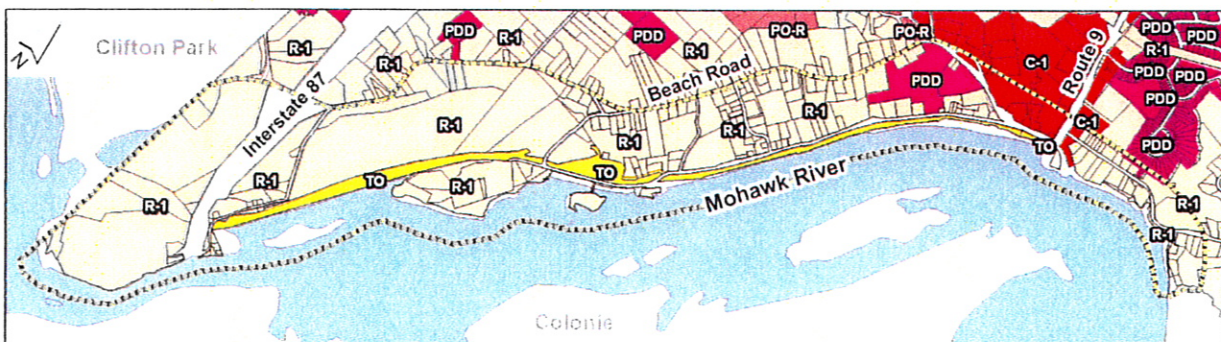 N
Clifton Park
Interstate 87
R-1
R-1
PDD
R-1
PDD
R-1
PO-R
PO-R
C-1
Route 9
PDD
R-1
PDD
PDD
PDD
PDD
PDD
C-1
Beach Road
PDD
R-1
R-1
R-1
R-1
TO
R-1
R-1
TO
R-1
TO
R-1
R-1
R-1
Mohawk River
Colonie